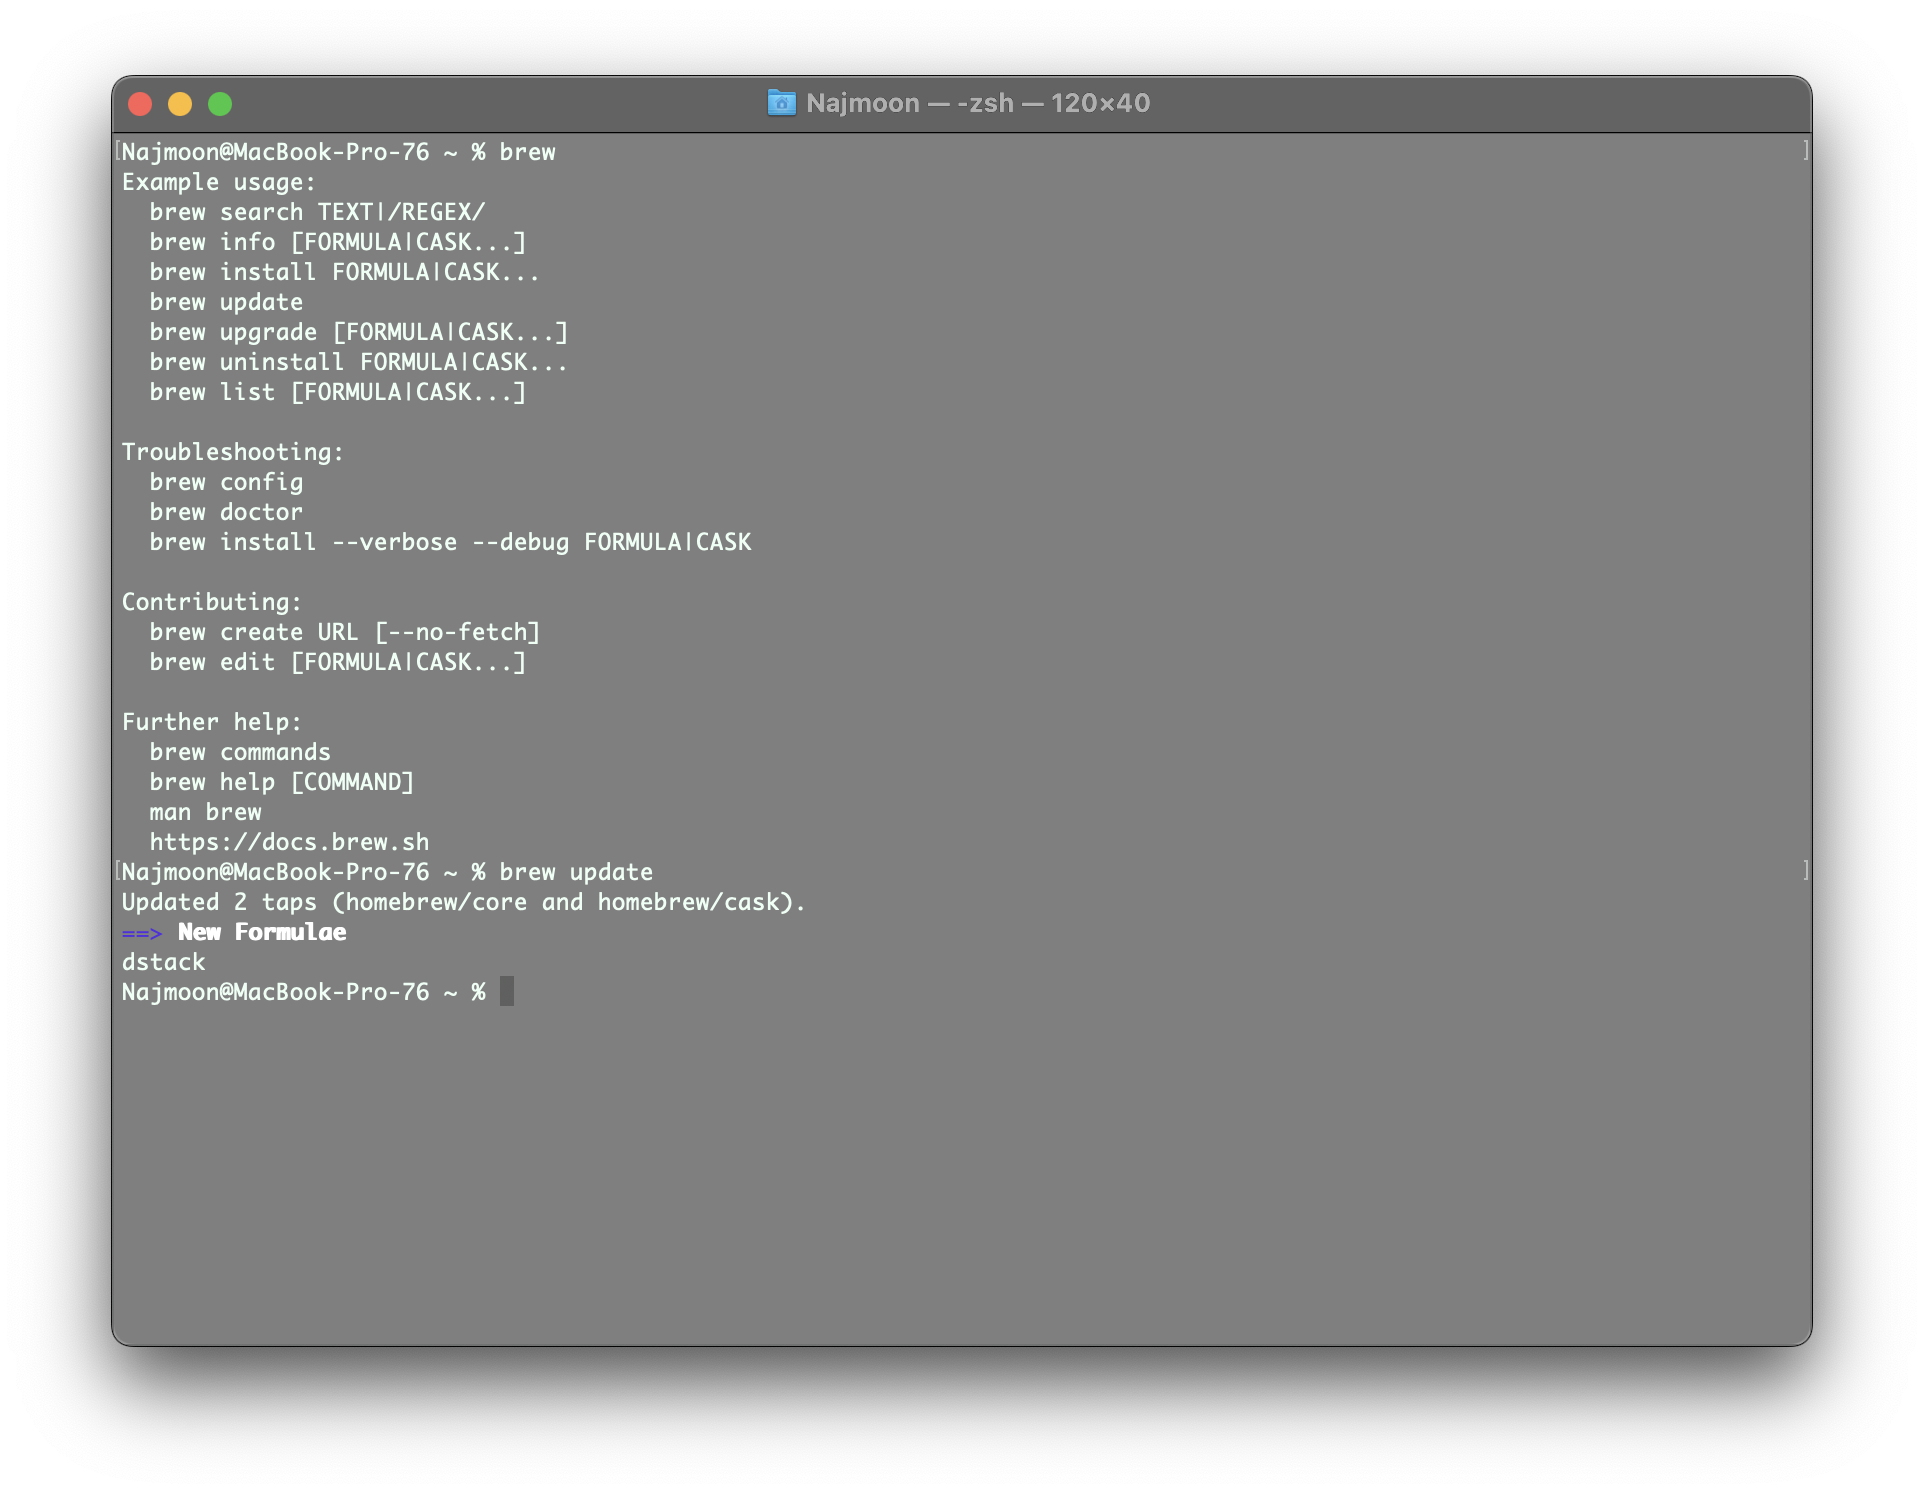 Najmoon — -zsh — 120×40
Najmoon@MacBook-Pro-76 ~ % brew
Example usage:
  brew search TEXT|/REGEX/
  brew info [FORMULA|CASK...]
  brew install FORMULA|CASK...
  brew update
  brew upgrade [FORMULA|CASK...]
  brew uninstall FORMULA|CASK...
  brew list [FORMULA|CASK...]

Troubleshooting:
  brew config
  brew doctor
  brew install --verbose --debug FORMULA|CASK

Contributing:
  brew create URL [--no-fetch]
  brew edit [FORMULA|CASK...]

Further help:
  brew commands
  brew help [COMMAND]
  man brew
  https://docs.brew.sh
Najmoon@MacBook-Pro-76 ~ % brew update
Updated 2 taps (homebrew/core and homebrew/cask).
==> New Formulae
dstack
Najmoon@MacBook-Pro-76 ~ %